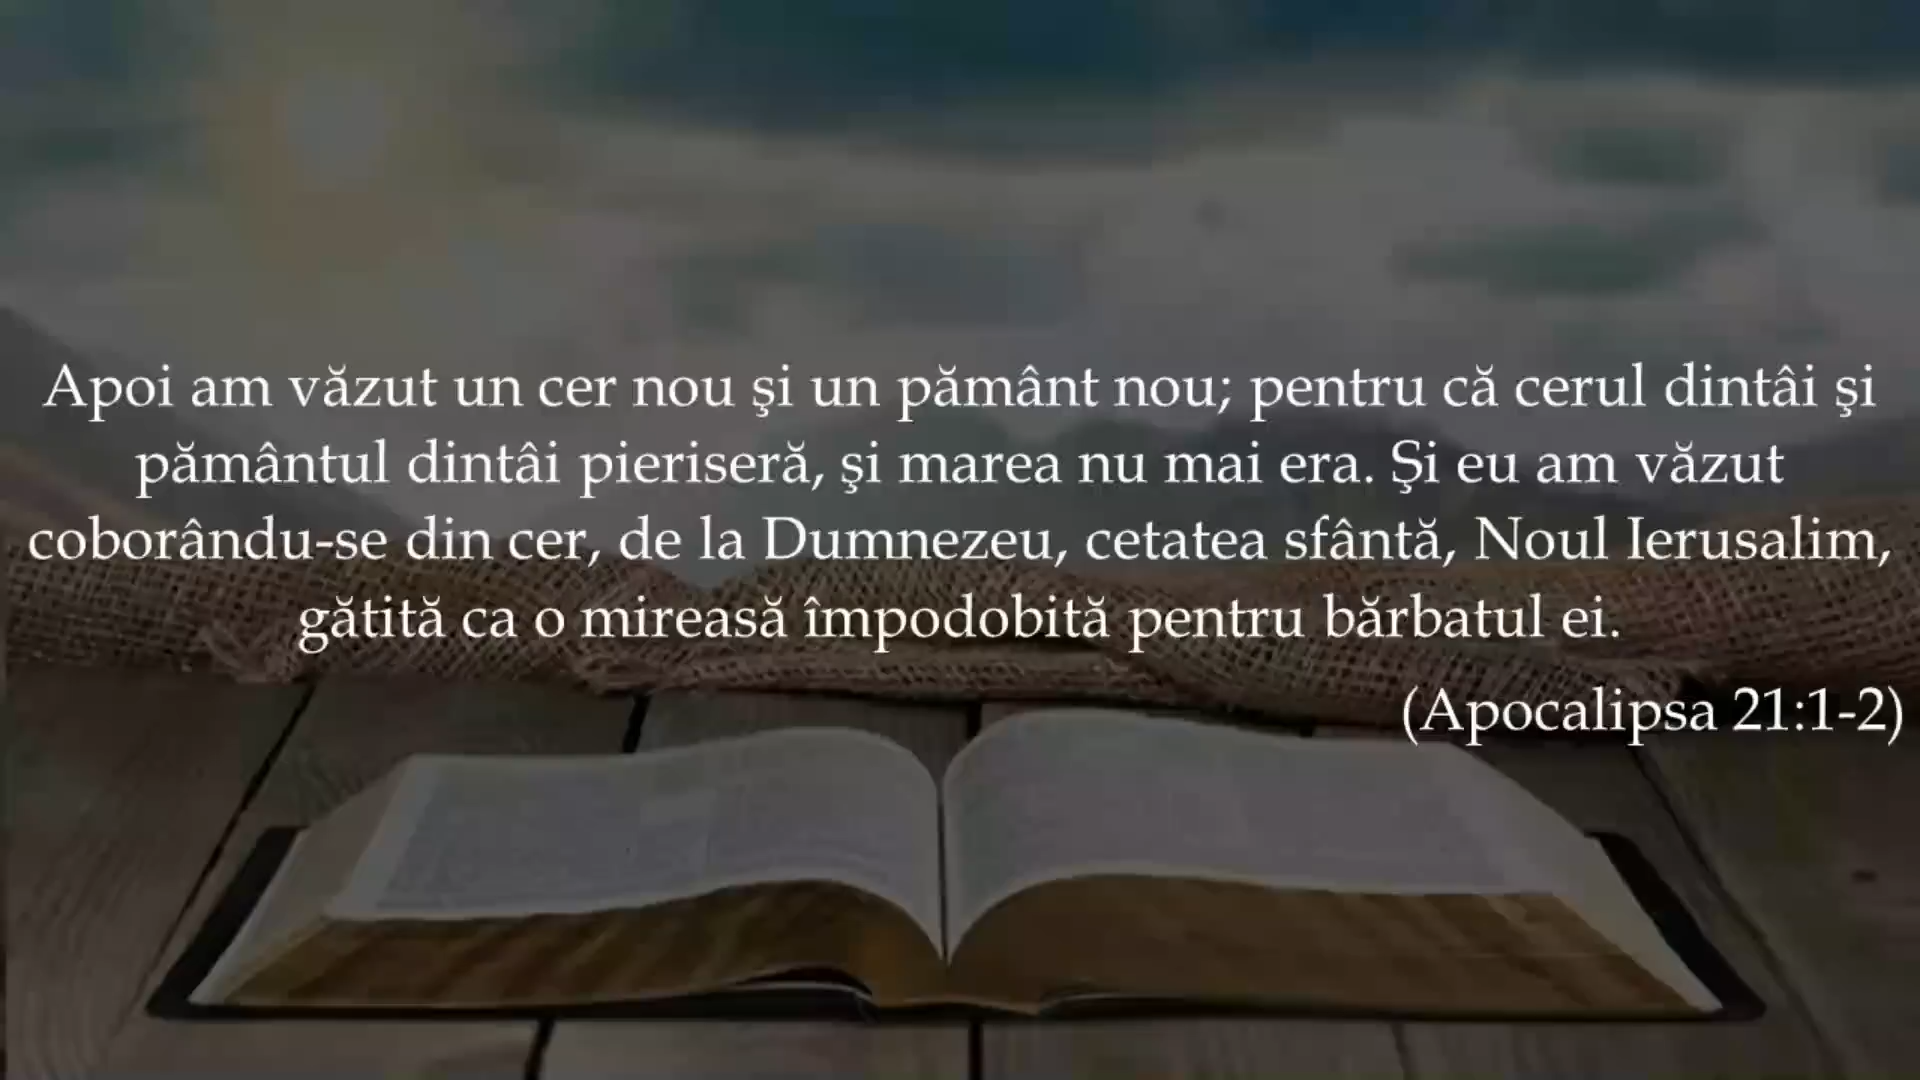 Apoi am văzut un cer nou şi un pământ nou; pentru că cerul dintâi şi
pământul dintâi pieriseră, şi marea nu mai era. Şi eu am văzut
coborându-se din cer, de la Dumnezeu, cetatea sfântă, Noul Ierusalim,
gătită ca o mireasă împodobită pentru bărbatul ei.
(Apocalipsa 21:1-2)